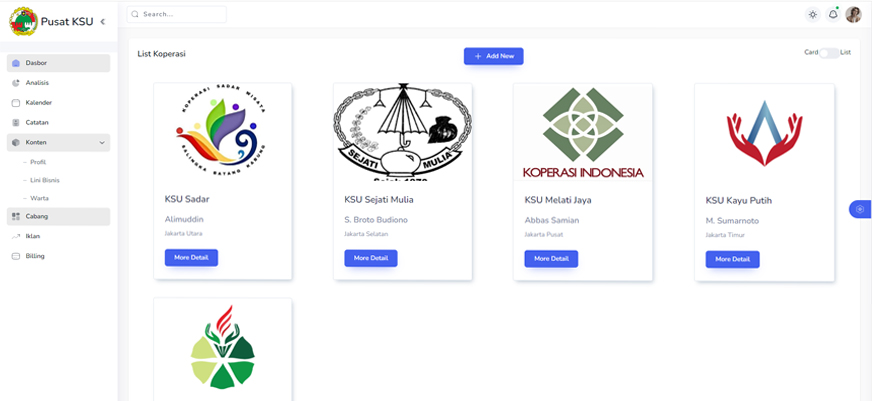 Pusat KSU
Search...
Dasbor
Analisis
Kalender
Catatan
Konten
Profil
Lini Bisnis
Warta
Cabang
Iklan
Billing
List Koperasi
+ Add New
Card List
KOPERASI SADAR WISATA
KSU Sadar
Alimuddin
Jakarta Utara
More Detail
SEJATI MULIA
KSU Sejati Mulia
S. Broto Budiono
Jakarta Selatan
More Detail
KOPERASI INDONESIA
KSU Melati Jaya
Abbas Samian
Jakarta Pusat
More Detail
KSU Kayu Putih
M. Sumarnoto
Jakarta Timur
More Detail